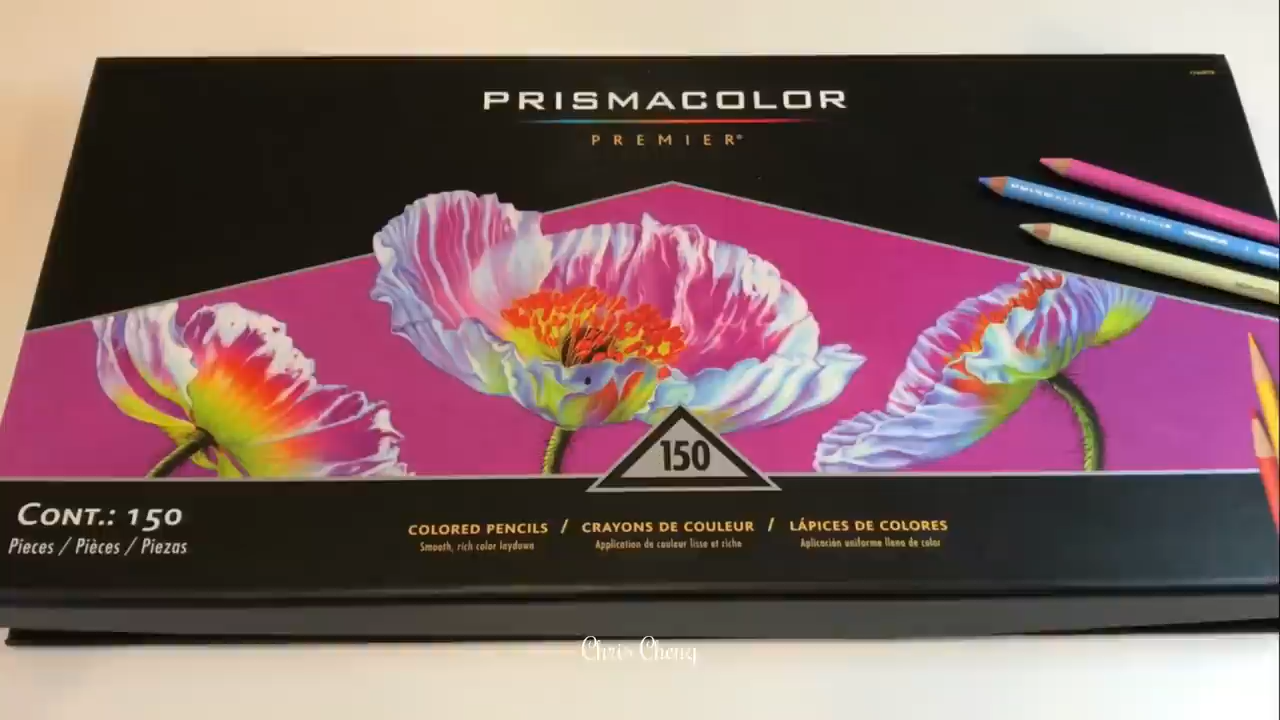 PRISMACOLOR
PREMIER®
150
CONT.: 150
Pieces / Pièces / Piezas
COLORED PENCILS / CRAYONS DE COULEUR / LÁPICES DE COLORES
Smooth, rich color laydown
Application de couleur lisse et riche
Aplicación uniforme llena de color
Chris Cheng